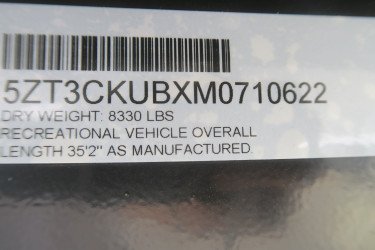 5ZT3CKUBXM0710622
DRY WEIGHT: 8330 LBS
RECREATIONAL VEHICLE OVERALL
LENGTH 35'2" AS MANUFACTURED.